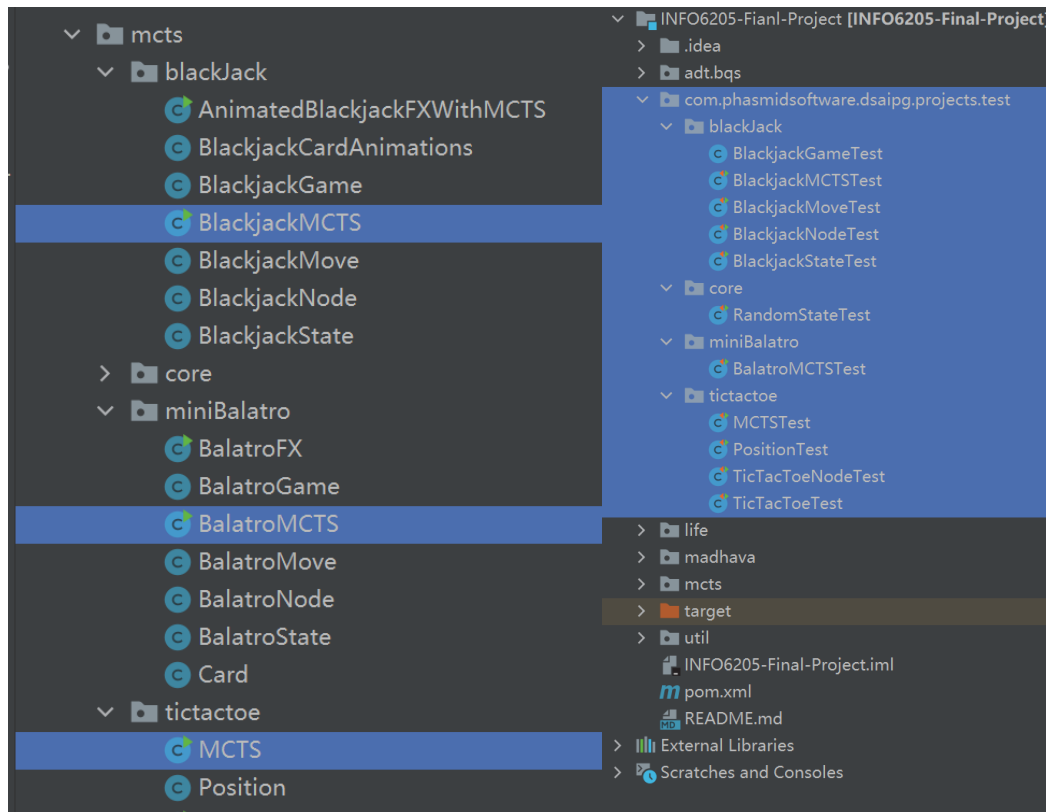 mcts
blackJack
AnimatedBlackjackFXWithMCTS
BlackjackCardAnimations
BlackjackGame
BlackjackMCTS
BlackjackMove
BlackjackNode
BlackjackState
core
miniBalatro
BalatroFX
BalatroGame
BalatroMCTS
BalatroMove
BalatroNode
BalatroState
Card
tictactoe
MCTS
Position
INFO6205-Fianl-Project [INFO6205-Final-Project]
.idea
adt.bqs
com.phasmidsoftware.dsaipg.projects.test
blackJack
BlackjackGameTest
BlackjackMCTSTest
BlackjackMoveTest
BlackjackNodeTest
BlackjackStateTest
core
RandomStateTest
miniBalatro
BalatroMCTSTest
tictactoe
MCTSTest
PositionTest
TicTacToeNodeTest
TicTacToeTest
life
madhava
mcts
target
util
INFO6205-Final-Project.iml
pom.xml
README.md
External Libraries
Scratches and Consoles